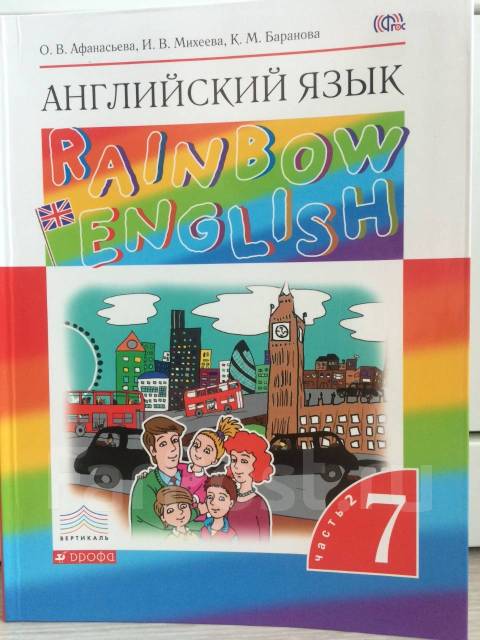 О. В. Афанасьева, И. В. Михеева, К. М. Баранова
ФГОС
АНГЛИЙСКИЙ ЯЗЫК
RAINBOW
ENGLISH
часть 2
7
ВЕРТИКАЛЬ
ДРОФА